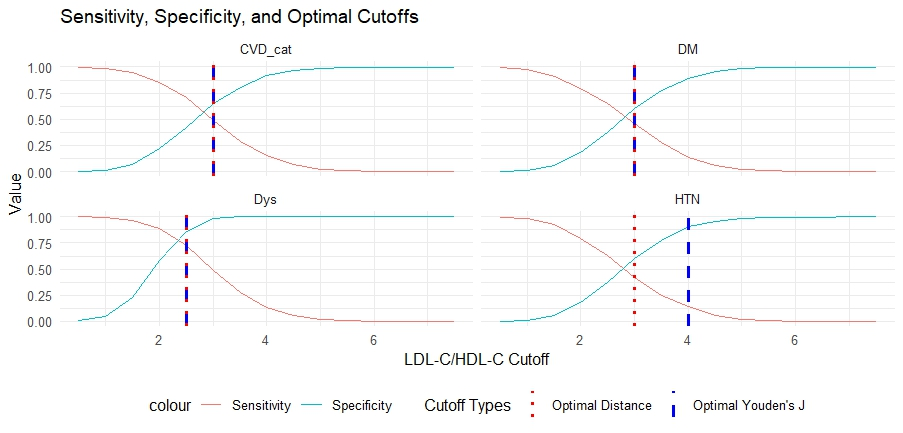 Sensitivity, Specificity, and Optimal Cutoffs
CVD_cat DM
1.00
0.75
0.50
0.25
0.00
Value
Dys HTN
1.00
0.75
0.50
0.25
0.00
2 4 6 2 4 6
LDL-C/HDL-C Cutoff
colour Sensitivity Specificity Cutoff Types Optimal Distance Optimal Youden's J